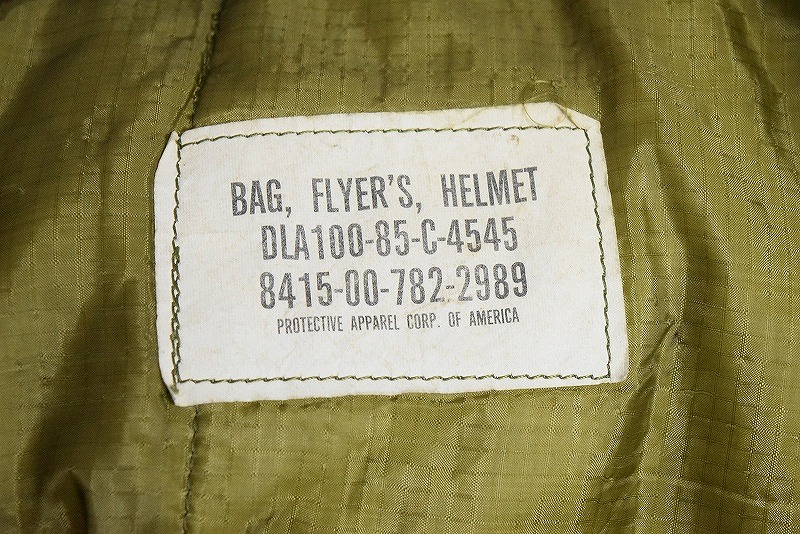 BAG, FLYER'S, HELMET
DLA100-85-C-4545
8415-00-782-2989
PROTECTIVE APPAREL CORP. OF AMERICA